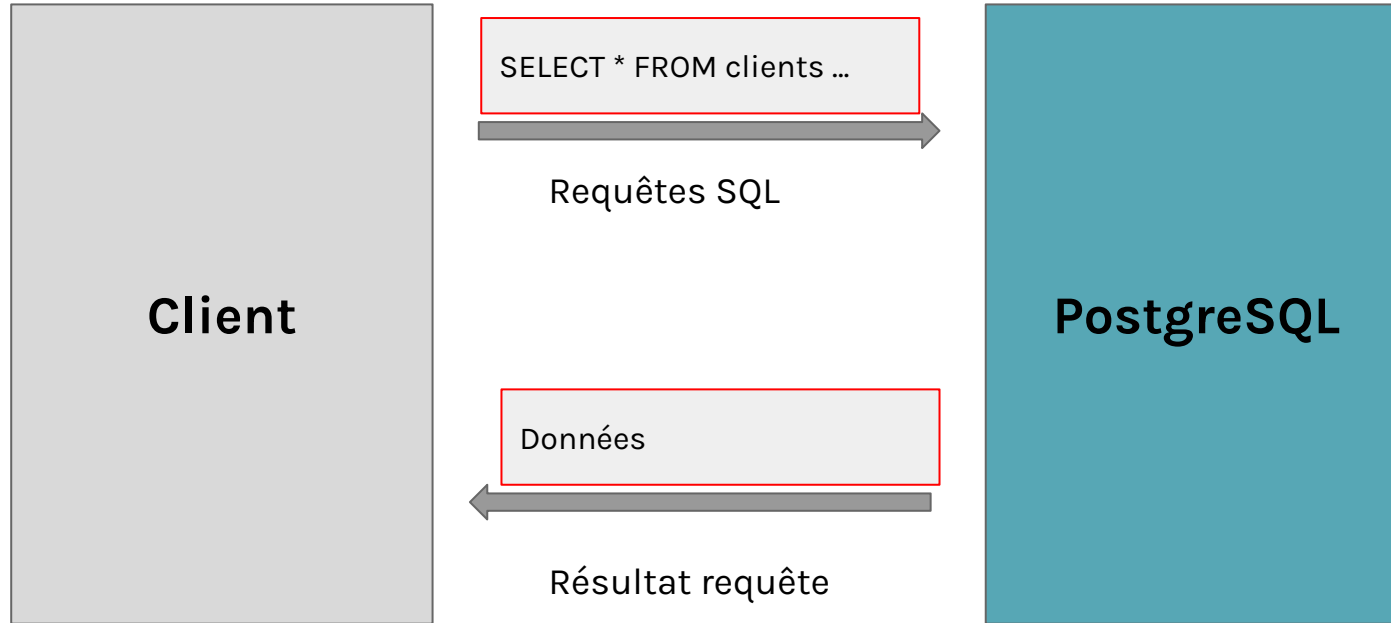 SELECT * FROM clients ...
Requêtes SQL
Client
PostgreSQL
Données
Résultat requête